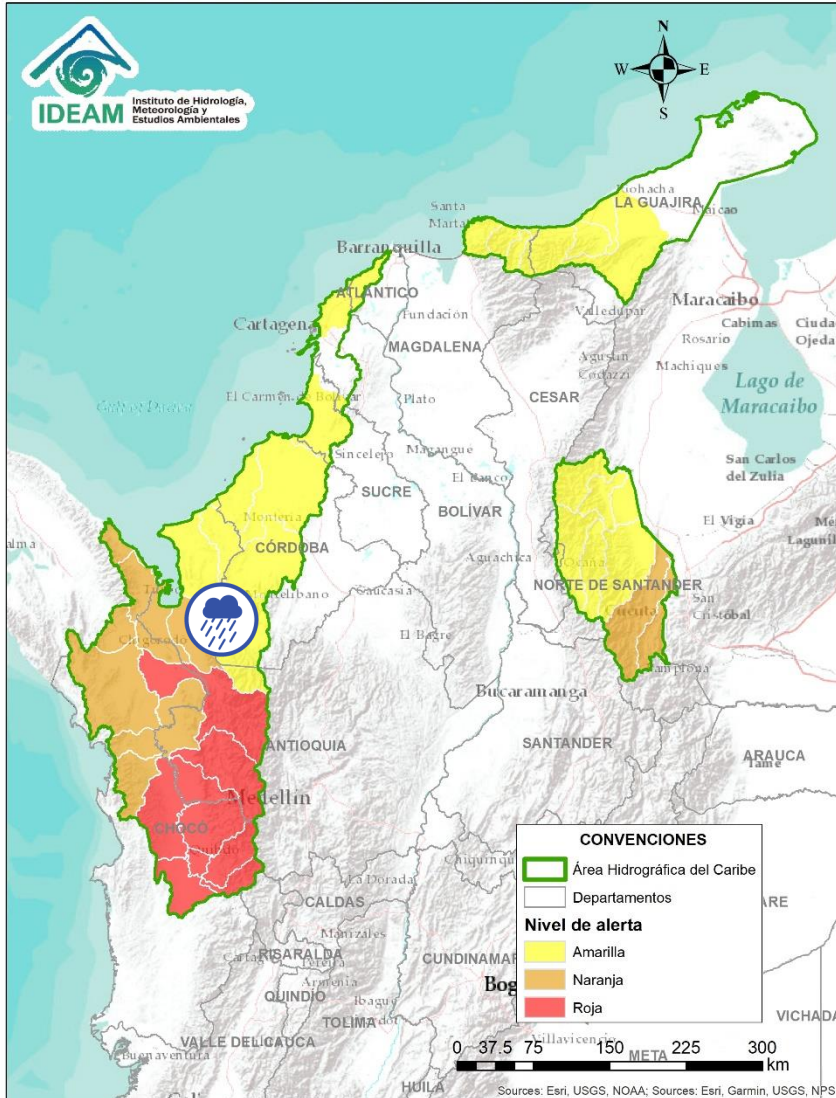 IDEAM
Instituto de Hidrología,
Meteorología y
Estudios Ambientales
N
W
E
S
Riohacha
LA GUAJIRA
Maicao
Santa
Marta
Barranquilla
ATLÁNTICO
Cartagena
Fundación
Valledupar
Maracaibo
Cabimas
Ciudad
Ojeda
Rosario
MAGDALENA
Agustín
Codazzi
Machiques
CESAR
Lago de
Maracaibo
El Carmen de Bolívar
Plato
Sincelejo
Magangue
San Carlos
del Zulia
SUCRE
El Banco
BOLÍVAR
Montería
CÓRDOBA
El Vigía
Aguachica
Ocaña
NORTE DE SANTANDER
Caucasia
Cúcuta
San
Cristóbal
El Bagre
Chigorodó
Pamplona
Bucaramanga
ANTIOQUIA
SANTANDER
ARAUCA
Tame
Medellín
CHOCÓ
Quibdó
La Dorada
CALDAS
Manizales
RISARALDA
Pereira
Armenia
QUINDÍO
Ibagué
TOLIMA
CUNDINAMAR
Bog
VICHADA
VALLE DEL CAUCA
Villavicencio
META
Buenaventura
HUILA
CONVENCIONES
Área Hidrográfica del Caribe
Departamentos
Nivel de alerta
Amarilla
Naranja
Roja
0 37.5 75 150 225 300
km
Sources: Esri, USGS, NOAA; Sources: Esri, Garmin, USGS, NPS